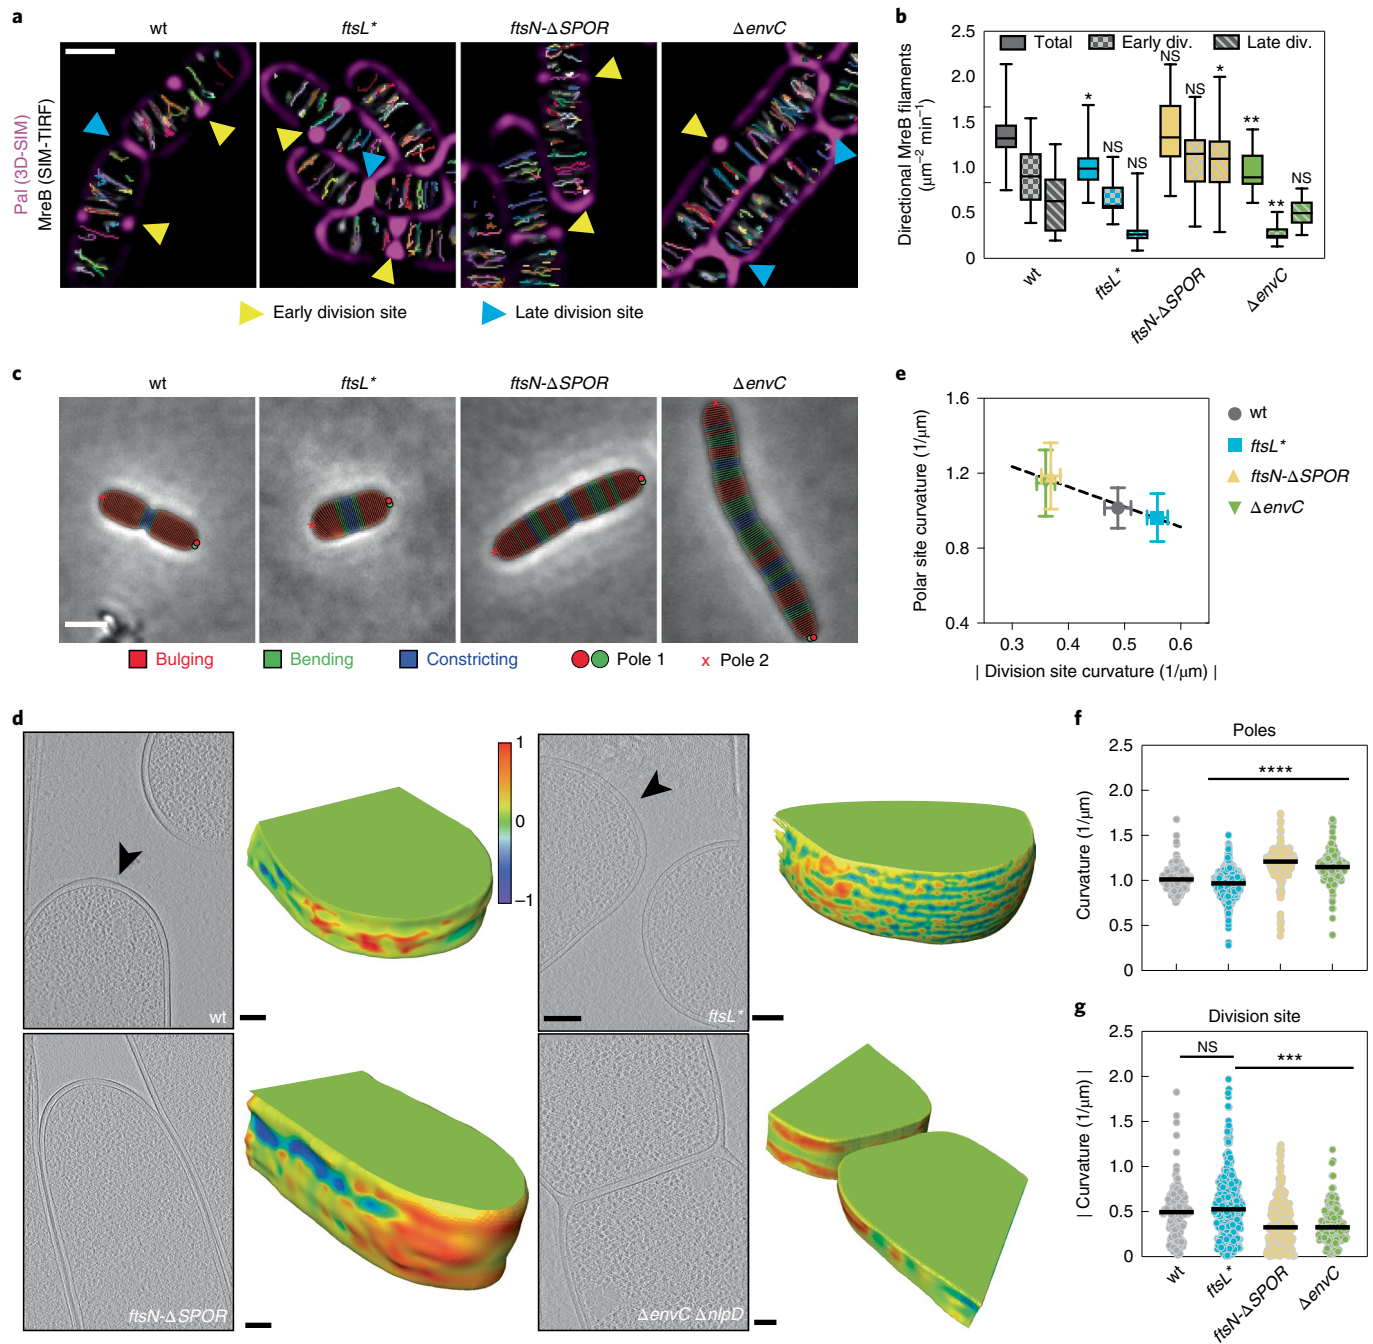 a
wt
ftsL*
ftsN-ΔSPOR
ΔenvC
Pal (3D-SIM)
MreB (SIM-TIRF)
Early division site
Late division site
b
Directional MreB filaments
(μm⁻² min⁻¹)
2.5
2.0
1.5
1.0
0.5
0
Total
Early div.
Late div.
NS
NS
*
*
NS
NS
**
**
NS
wt
ftsL*
ftsN-ΔSPOR
ΔenvC
c
wt
ftsL*
ftsN-ΔSPOR
ΔenvC
Bulging
Bending
Constricting
Pole 1
x Pole 2
e
Polar site curvature (1/μm)
1.6
1.2
0.8
0.4
0.3
0.4
0.5
0.6
| Division site curvature (1/μm) |
wt
ftsL*
ftsN-ΔSPOR
ΔenvC
d
wt
1
0
–1
ftsL*
ftsN-ΔSPOR
ΔenvC ΔnlpD
f
Poles
Curvature (1/μm)
2.5
2.0
1.5
1.0
0.5
0
****
g
Division site
| Curvature (1/μm) |
2.5
2.0
1.5
1.0
0.5
0
NS
***
wt
ftsL*
ftsN-ΔSPOR
ΔenvC